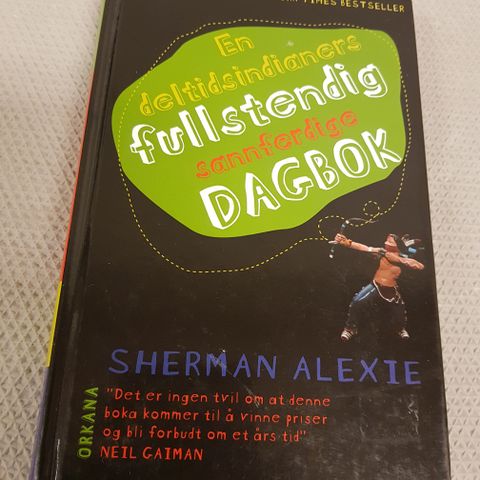 TIMES BESTSELLER
En
deltidsindianers
fullstendig
sannferdige
DAGBOK
SHERMAN ALEXIE
ORKANA
"Det er ingen tvil om at denne
boka kommer til å vinne priser
og bli forbudt om et års tid"
NEIL GAIMAN